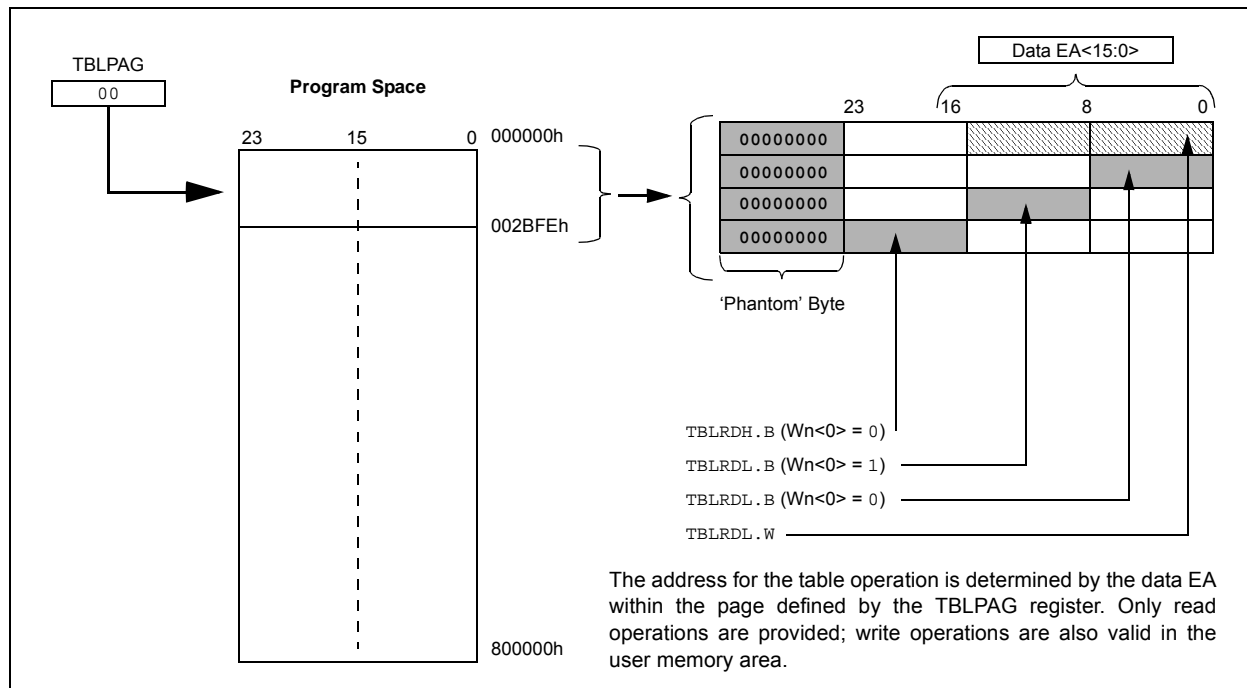 TBLPAG
00
Program Space
23 15 0
000000h
002BFEh
800000h
Data EA<15:0>
23 16 8 0
00000000
00000000
00000000
00000000
‘Phantom’ Byte
TBLRDH.B (Wn<0> = 0)
TBLRDL.B (Wn<0> = 1)
TBLRDL.B (Wn<0> = 0)
TBLRDL.W
The address for the table operation is determined by the data EA
within the page defined by the TBLPAG register. Only read
operations are provided; write operations are also valid in the
user memory area.